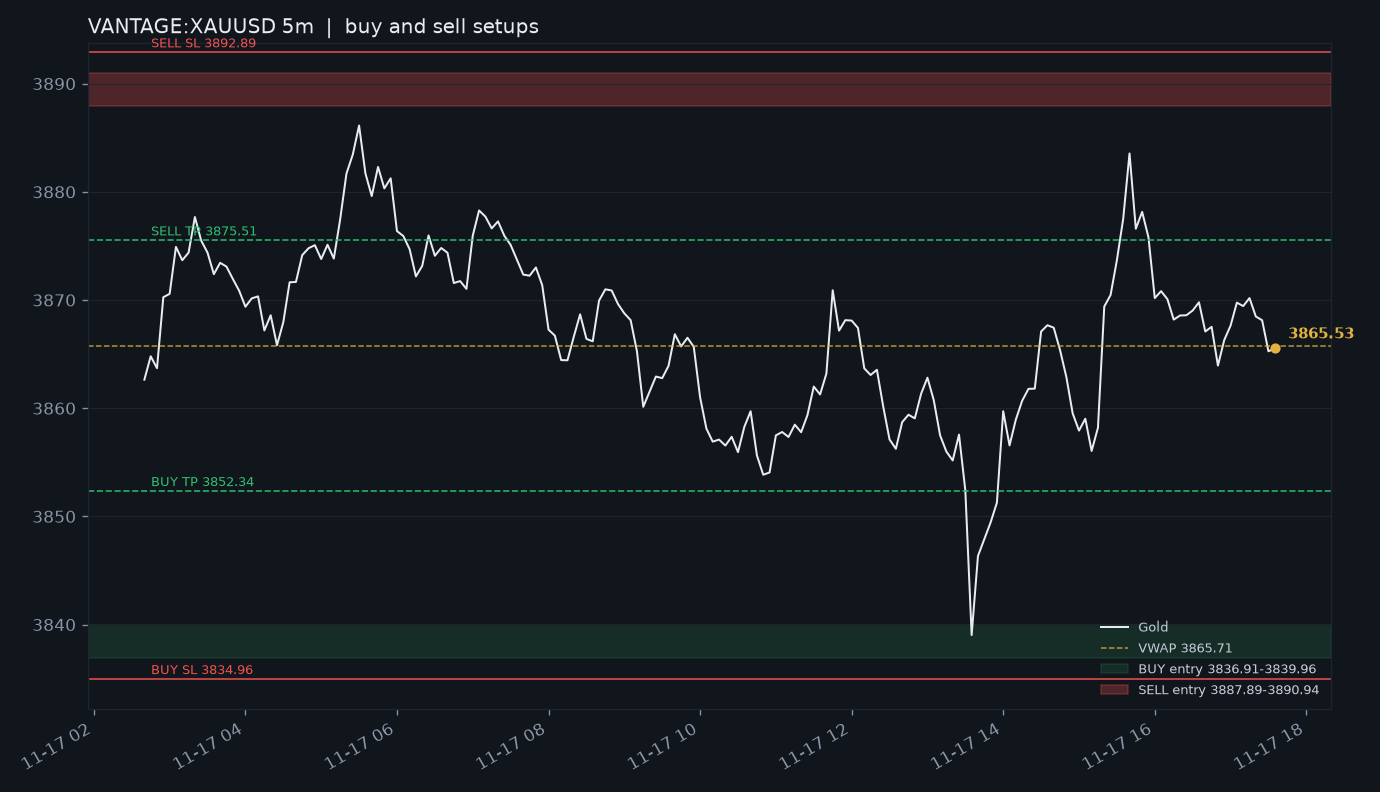 VANTAGE:XAUUSD 5m | buy and sell setups
SELL SL 3892.89
3890
3880
SELL TP 3875.51
3870
3865.53
3860
BUY TP 3852.34
3850
3840
BUY SL 3834.96
Gold
VWAP 3865.71
BUY entry 3836.91-3839.96
SELL entry 3887.89-3890.94
11-17 02
11-17 04
11-17 06
11-17 08
11-17 10
11-17 12
11-17 14
11-17 16
11-17 18